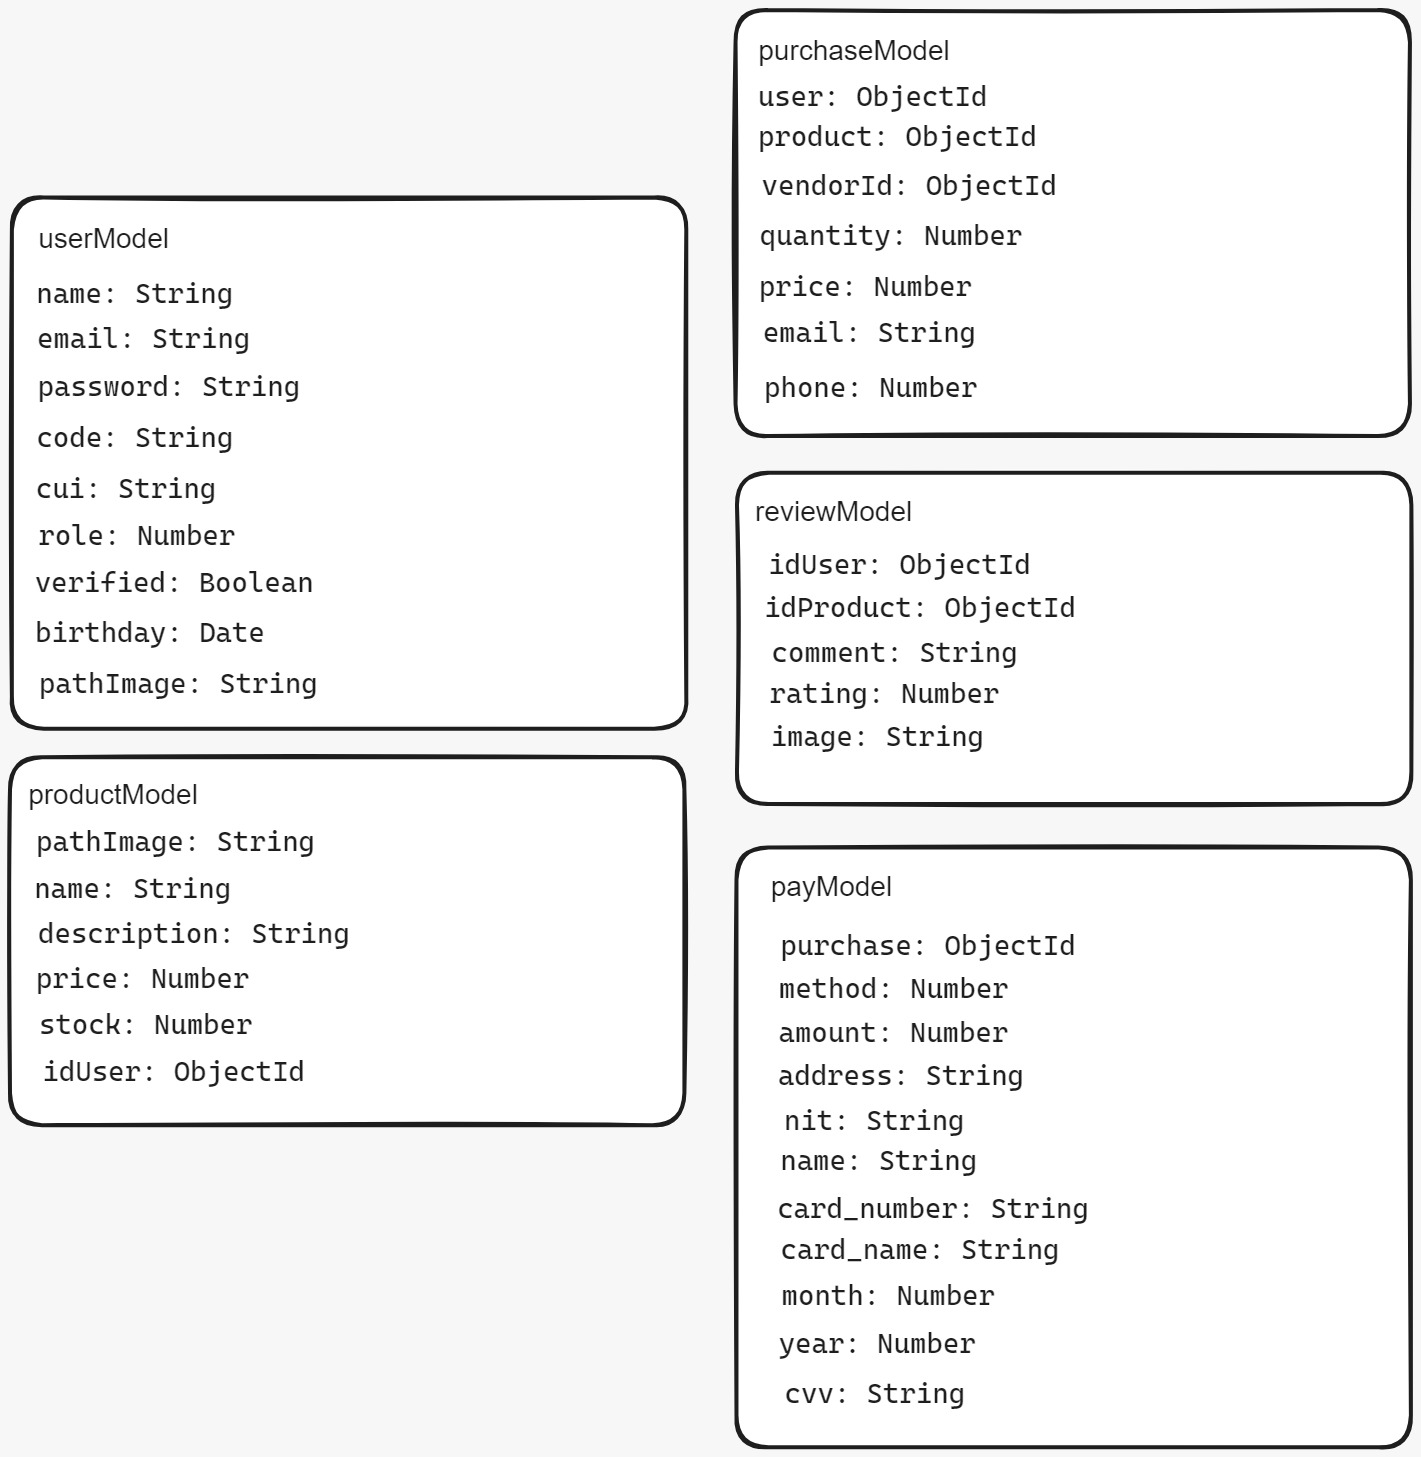 userModel
name: String
email: String
password: String
code: String
cui: String
role: Number
verified: Boolean
birthday: Date
pathImage: String
productModel
pathImage: String
name: String
description: String
price: Number
stock: Number
idUser: ObjectId
purchaseModel
user: ObjectId
product: ObjectId
vendorId: ObjectId
quantity: Number
price: Number
email: String
phone: Number
reviewModel
idUser: ObjectId
idProduct: ObjectId
comment: String
rating: Number
image: String
payModel
purchase: ObjectId
method: Number
amount: Number
address: String
nit: String
name: String
card_number: String
card_name: String
month: Number
year: Number
cvv: String